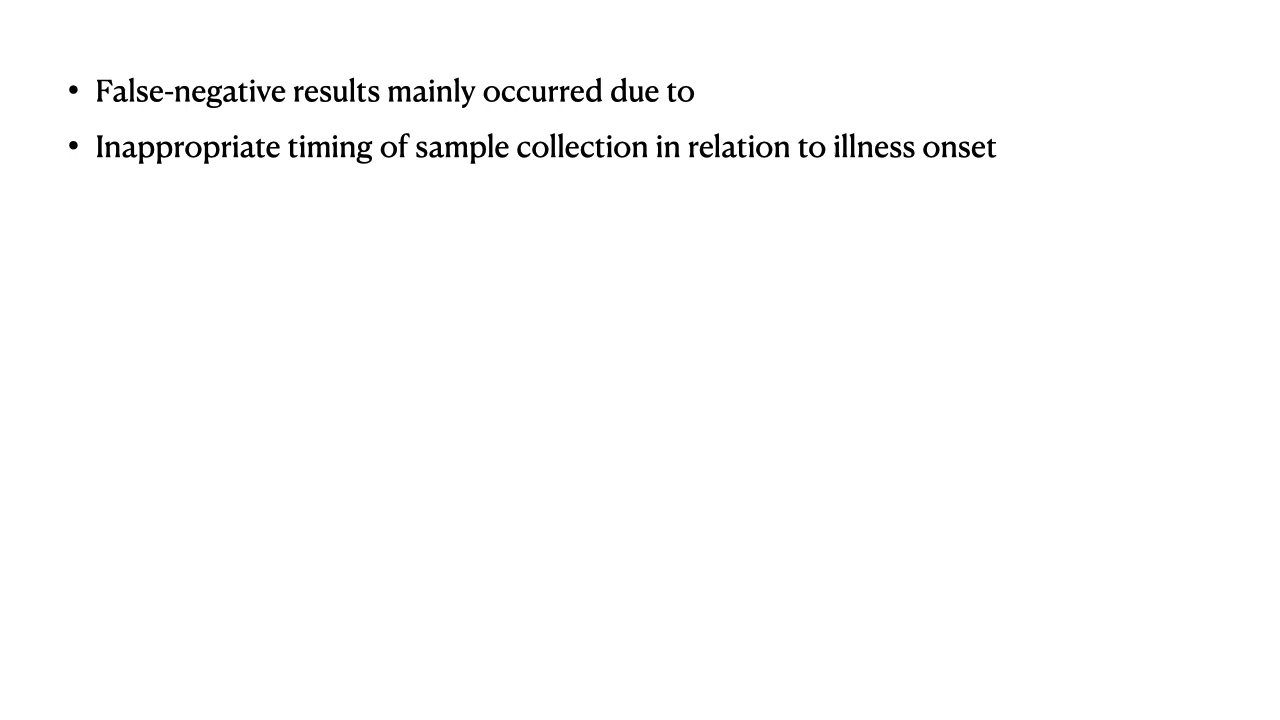 • False-negative results mainly occurred due to
• Inappropriate timing of sample collection in relation to illness onset